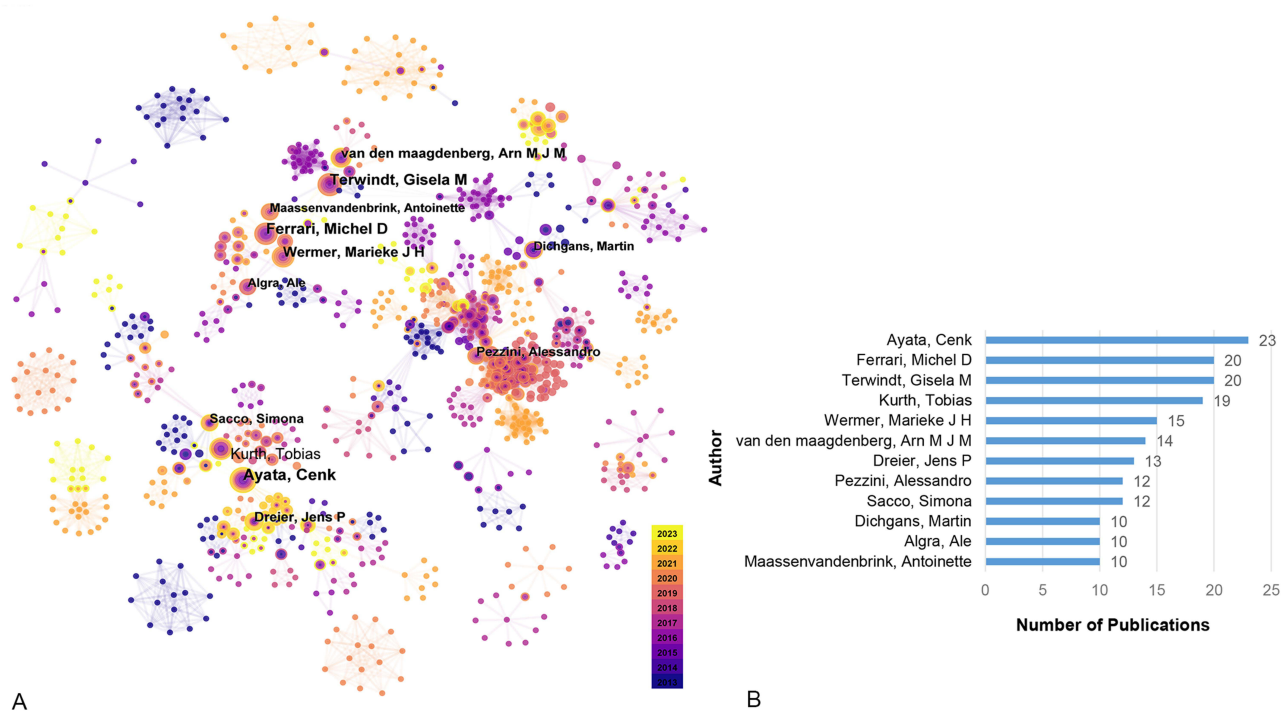 van den maagdenberg, Arn M J M
Terwindt, Gisela M
Maassenvandenbrink, Antoinette
Ferrari, Michel D
Wermer, Marieke J H
Dichgans, Martin
Algra, Ale
Pezzini, Alessandro
Sacco, Simona
Kurth, Tobias
Ayata, Cenk
Dreier, Jens P
2023
2022
2021
2020
2019
2018
2017
2016
2015
2014
2013
A
Author
Ayata, Cenk 23
Ferrari, Michel D 20
Terwindt, Gisela M 20
Kurth, Tobias 19
Wermer, Marieke J H 15
van den maagdenberg, Arn M J M 14
Dreier, Jens P 13
Pezzini, Alessandro 12
Sacco, Simona 12
Dichgans, Martin 10
Algra, Ale 10
Maassenvandenbrink, Antoinette 10
0 5 10 15 20 25
Number of Publications
B